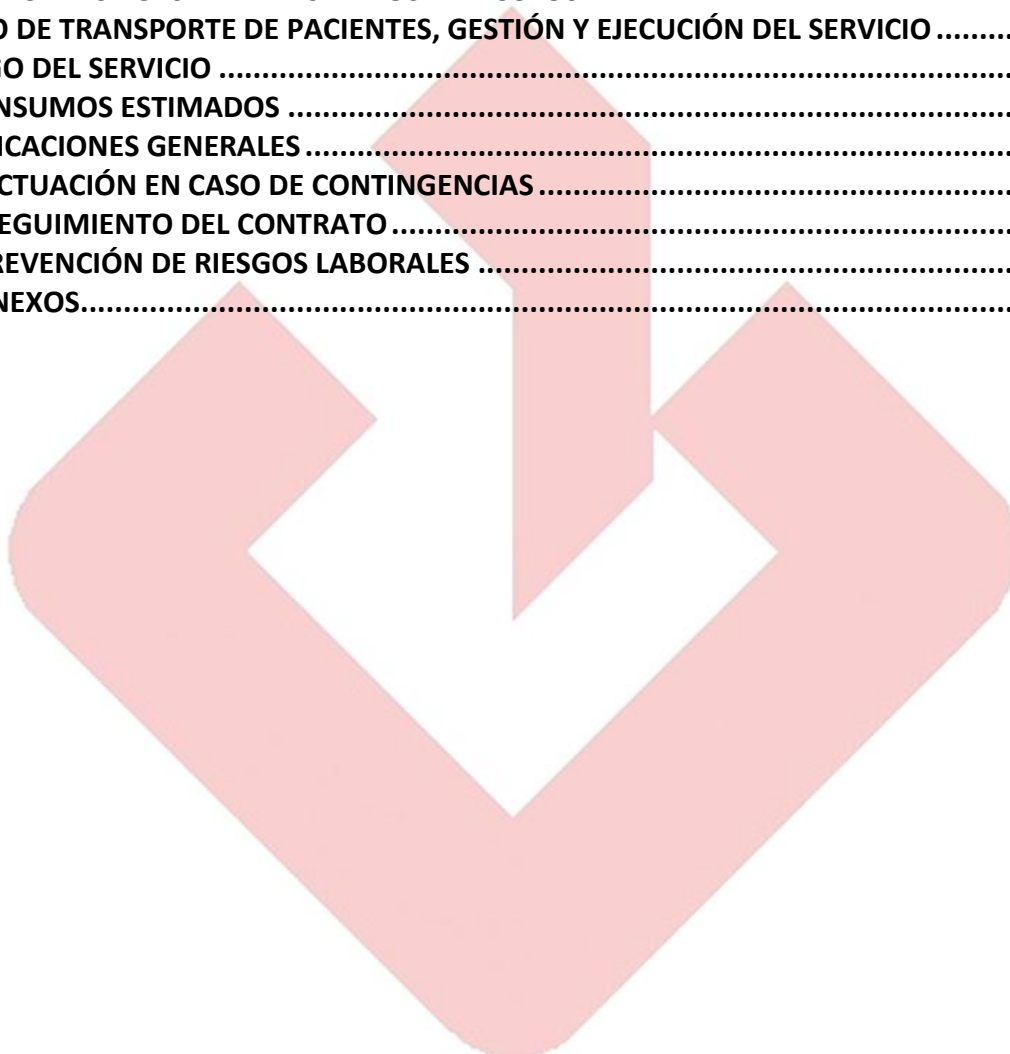 O DE TRANSPORTE DE PACIENTES, GESTIÓN Y EJECUCIÓN DEL SERVICIO .........
GO DEL SERVICIO ................................................................................
NSUMOS ESTIMADOS ........................................................................
ICACIONES GENERALES ......................................................................
CTUACIÓN EN CASO DE CONTINGENCIAS ................................................
EGUIMIENTO DEL CONTRATO ..............................................................
REVENCIÓN DE RIESGOS LABORALES .....................................................
NEXOS................................................................................................